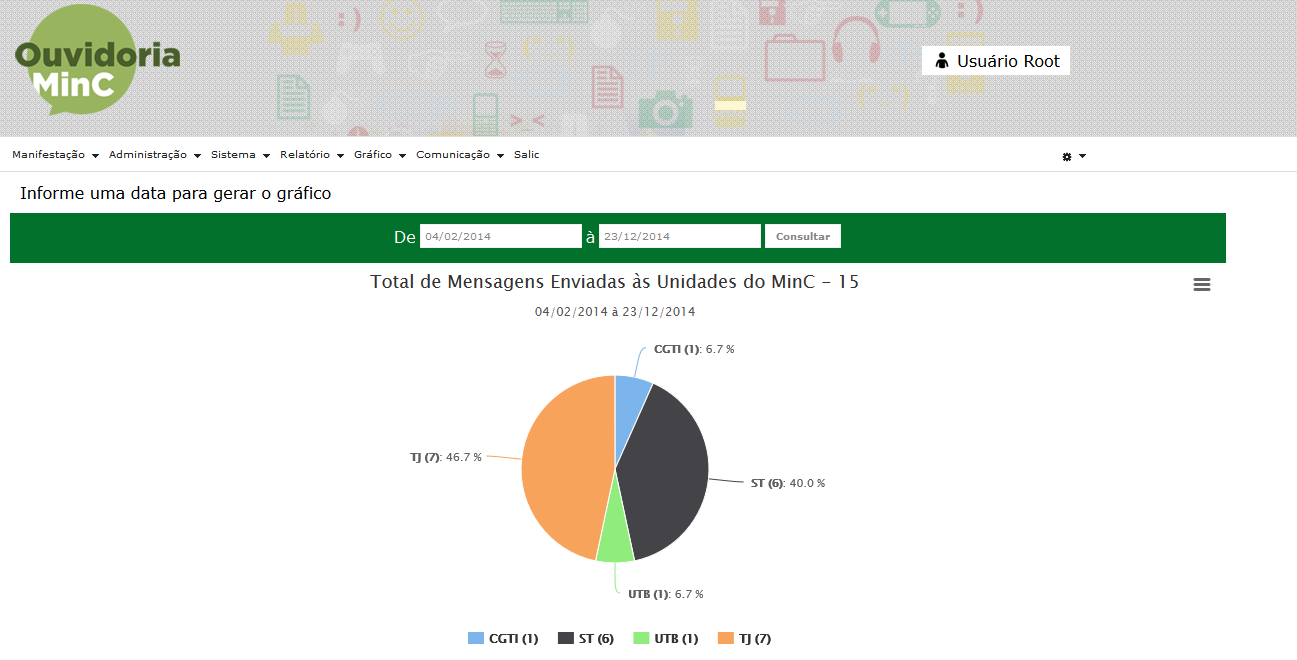 Ouvidoria
MinC
Usuário Root
Manifestação Administração Sistema Relatório Gráfico Comunicação Salic
Informe uma data para gerar o gráfico
De 04/02/2014 à 23/12/2014 Consultar
Total de Mensagens Enviadas às Unidades do MinC - 15
04/02/2014 à 23/12/2014
CGTI (1): 6.7 %
TJ (7): 46.7 %
ST (6): 40.0 %
UTB (1): 6.7 %
CGTI (1) ST (6) UTB (1) TJ (7)